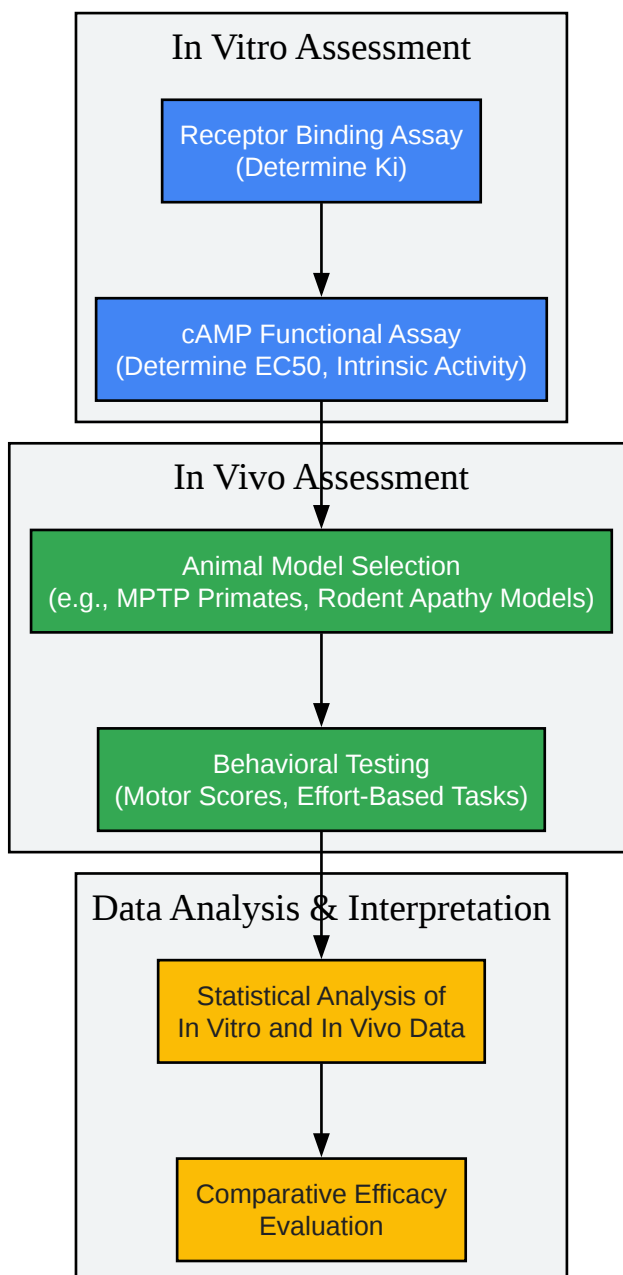 In Vitro Assessment
Receptor Binding Assay
(Determine Ki)
cAMP Functional Assay
(Determine EC50, Intrinsic Activity)
In Vivo Assessment
Animal Model Selection
(e.g., MPTP Primates, Rodent Apathy Models)
Behavioral Testing
(Motor Scores, Effort-Based Tasks)
Data Analysis & Interpretation
Statistical Analysis of
In Vitro and In Vivo Data
Comparative Efficacy
Evaluation